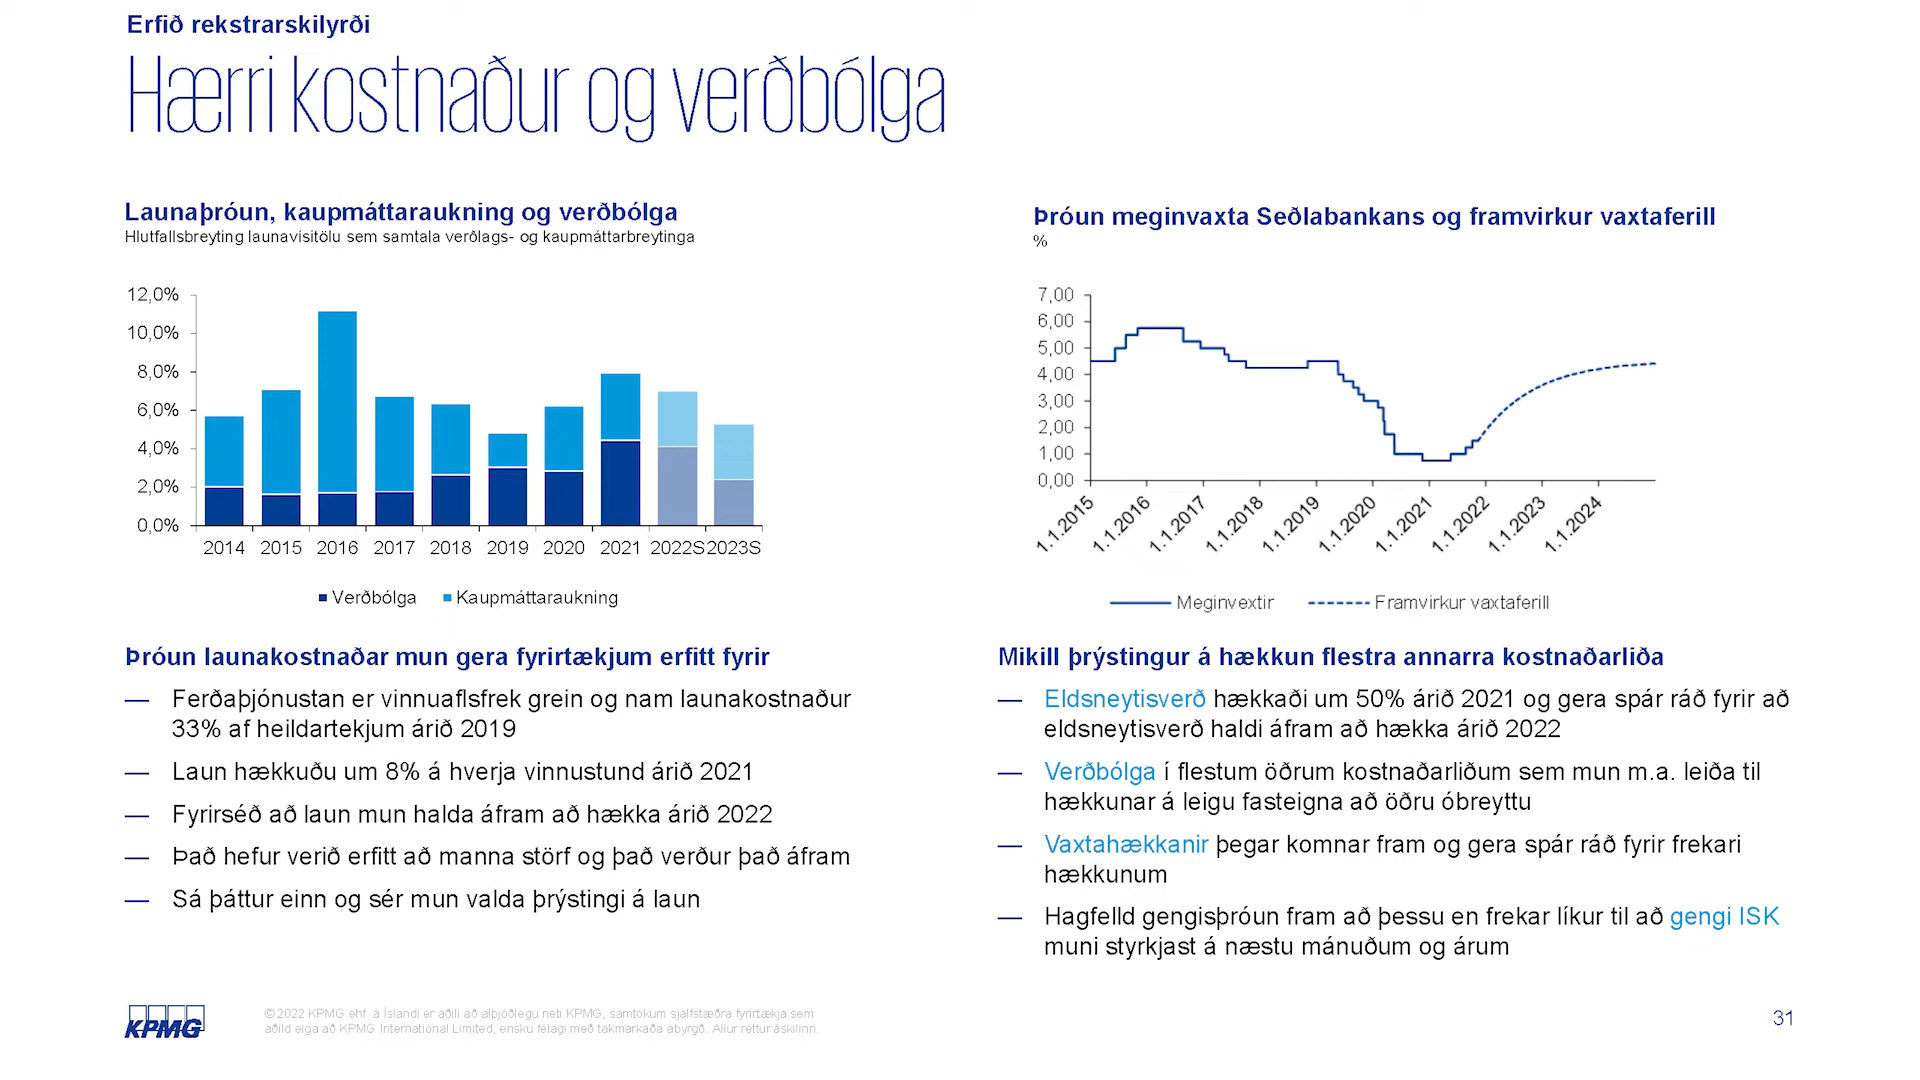 Erfið rekstrarskilyrði
Hærri kostnaður og verðbólga
Launaþróun, kaupmáttaraukning og verðbólga
Hlutfallsbreyting launavísitölu sem samtala verðlags- og kaupmáttarbreytinga
12,0%
10,0%
8,0%
6,0%
4,0%
2,0%
0,0%
2014 2015 2016 2017 2018 2019 2020 2021 2022S 2023S
Verðbólga Kaupmáttaraukning
Þróun meginvaxta Seðlabankans og framvirkur vaxtaferill
%
7,00
6,00
5,00
4,00
3,00
2,00
1,00
0,00
1.1.2015 1.1.2016 1.1.2017 1.1.2018 1.1.2019 1.1.2020 1.1.2021 1.1.2022 1.1.2023 1.1.2024
Meginvextir Framvirkur vaxtaferill
Þróun launakostnaðar mun gera fyrirtækjum erfitt fyrir
— Ferðaþjónustan er vinnuaflsfrek grein og nam launakostnaður
33% af heildartekjum árið 2019
— Laun hækkuðu um 8% á hverja vinnustund árið 2021
— Fyrirséð að laun mun halda áfram að hækka árið 2022
— Það hefur verið erfitt að manna störf og það verður það áfram
— Sá þáttur einn og sér mun valda þrýstingi á laun
Mikill þrýstingur á hækkun flestra annarra kostnaðarliða
— Eldsneytisverð hækkaði um 50% árið 2021 og gera spár ráð fyrir að
eldsneytisverð haldi áfram að hækka árið 2022
— Verðbólga í flestum öðrum kostnaðarliðum sem mun m.a. leiða til
hækkunar á leigu fasteigna að öðru óbreyttu
— Vaxtahækkanir þegar komnar fram og gera spár ráð fyrir frekari
hækkunum
— Hagfelld gengisþróun fram að þessu en frekar líkur til að gengi ISK
muni styrkjast á næstu mánuðum og árum
KPMG
© 2022 KPMG ehf. á Íslandi er aðili að alþjóðlegu neti KPMG, samtökum sjálfstæðra fyrirtækja sem
aðild eiga að KPMG International Limited, ensku félagi með takmarkaða ábyrgð. Allur réttur áskilinn.
31